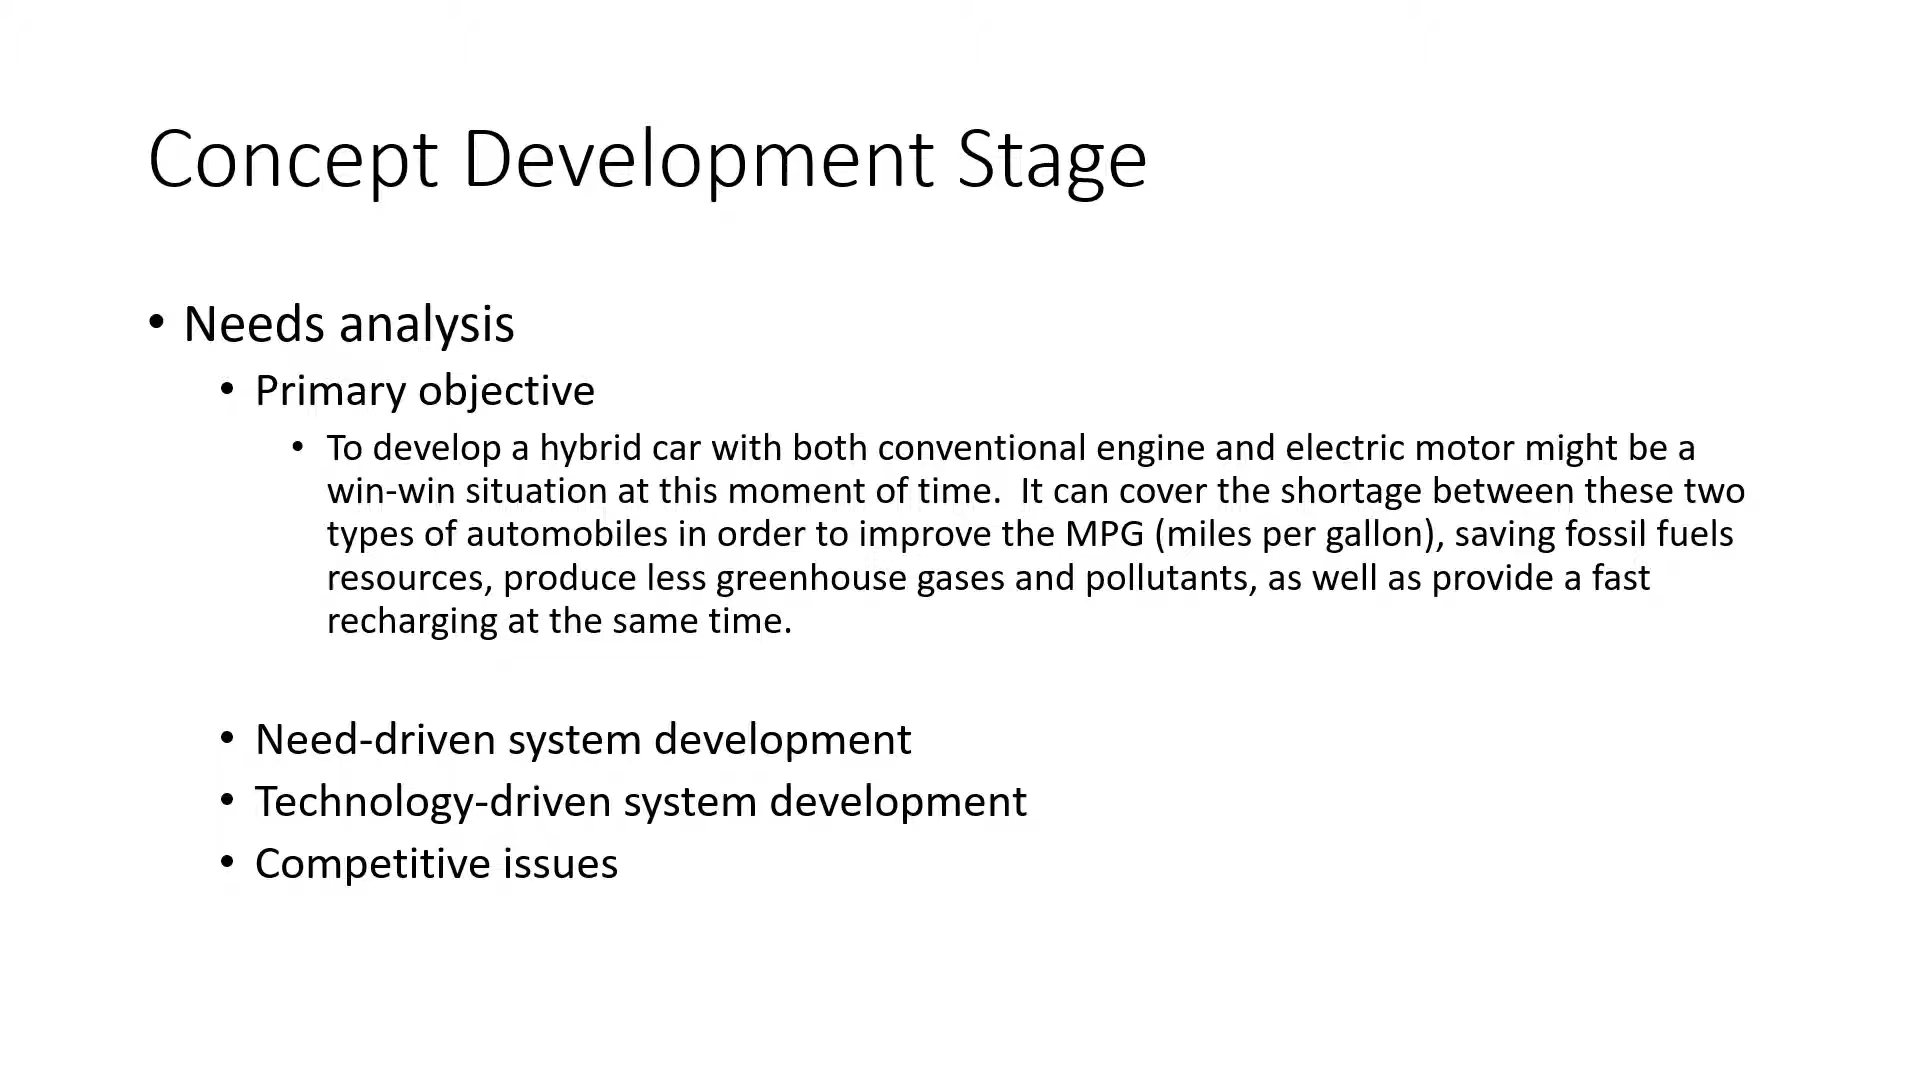 Concept Development Stage
• Needs analysis
• Primary objective
• To develop a hybrid car with both conventional engine and electric motor might be a
win-win situation at this moment of time.  It can cover the shortage between these two
types of automobiles in order to improve the MPG (miles per gallon), saving fossil fuels
resources, produce less greenhouse gases and pollutants, as well as provide a fast
recharging at the same time.
• Need-driven system development
• Technology-driven system development
• Competitive issues